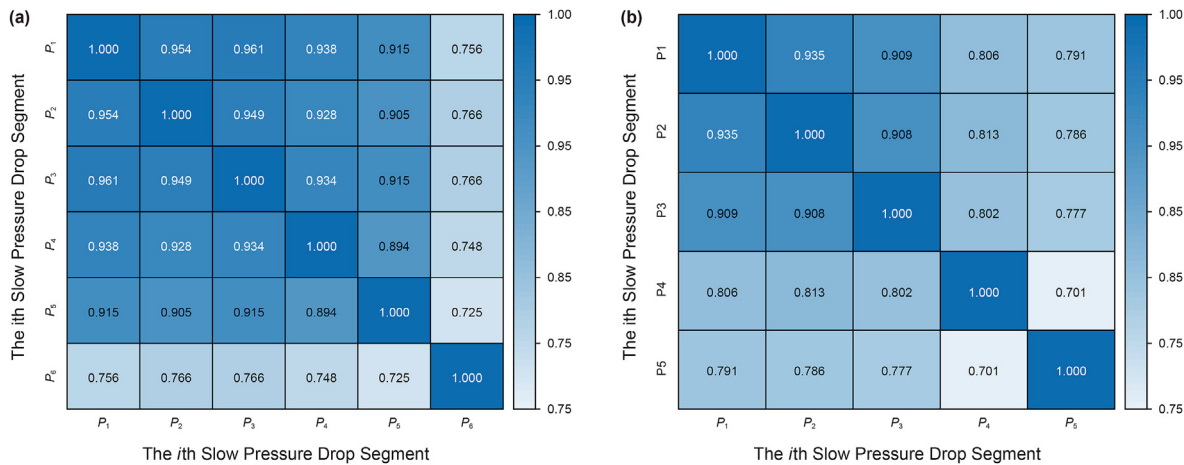 (a)
The ith Slow Pressure Drop Segment
P1 1.000 0.954 0.961 0.938 0.915 0.756
P2 0.954 1.000 0.949 0.928 0.905 0.766
P3 0.961 0.949 1.000 0.934 0.915 0.766
P4 0.938 0.928 0.934 1.000 0.894 0.748
P5 0.915 0.905 0.915 0.894 1.000 0.725
P6 0.756 0.766 0.766 0.748 0.725 1.000
P1 P2 P3 P4 P5 P6
The ith Slow Pressure Drop Segment
1.00
0.95
0.95
0.85
0.85
0.75
0.75
(b)
The ith Slow Pressure Drop Segment
P1 1.000 0.935 0.909 0.806 0.791
P2 0.935 1.000 0.908 0.813 0.786
P3 0.909 0.908 1.000 0.802 0.777
P4 0.806 0.813 0.802 1.000 0.701
P5 0.791 0.786 0.777 0.701 1.000
P1 P2 P3 P4 P5
The ith Slow Pressure Drop Segment
1.00
0.95
0.95
0.85
0.85
0.75
0.75